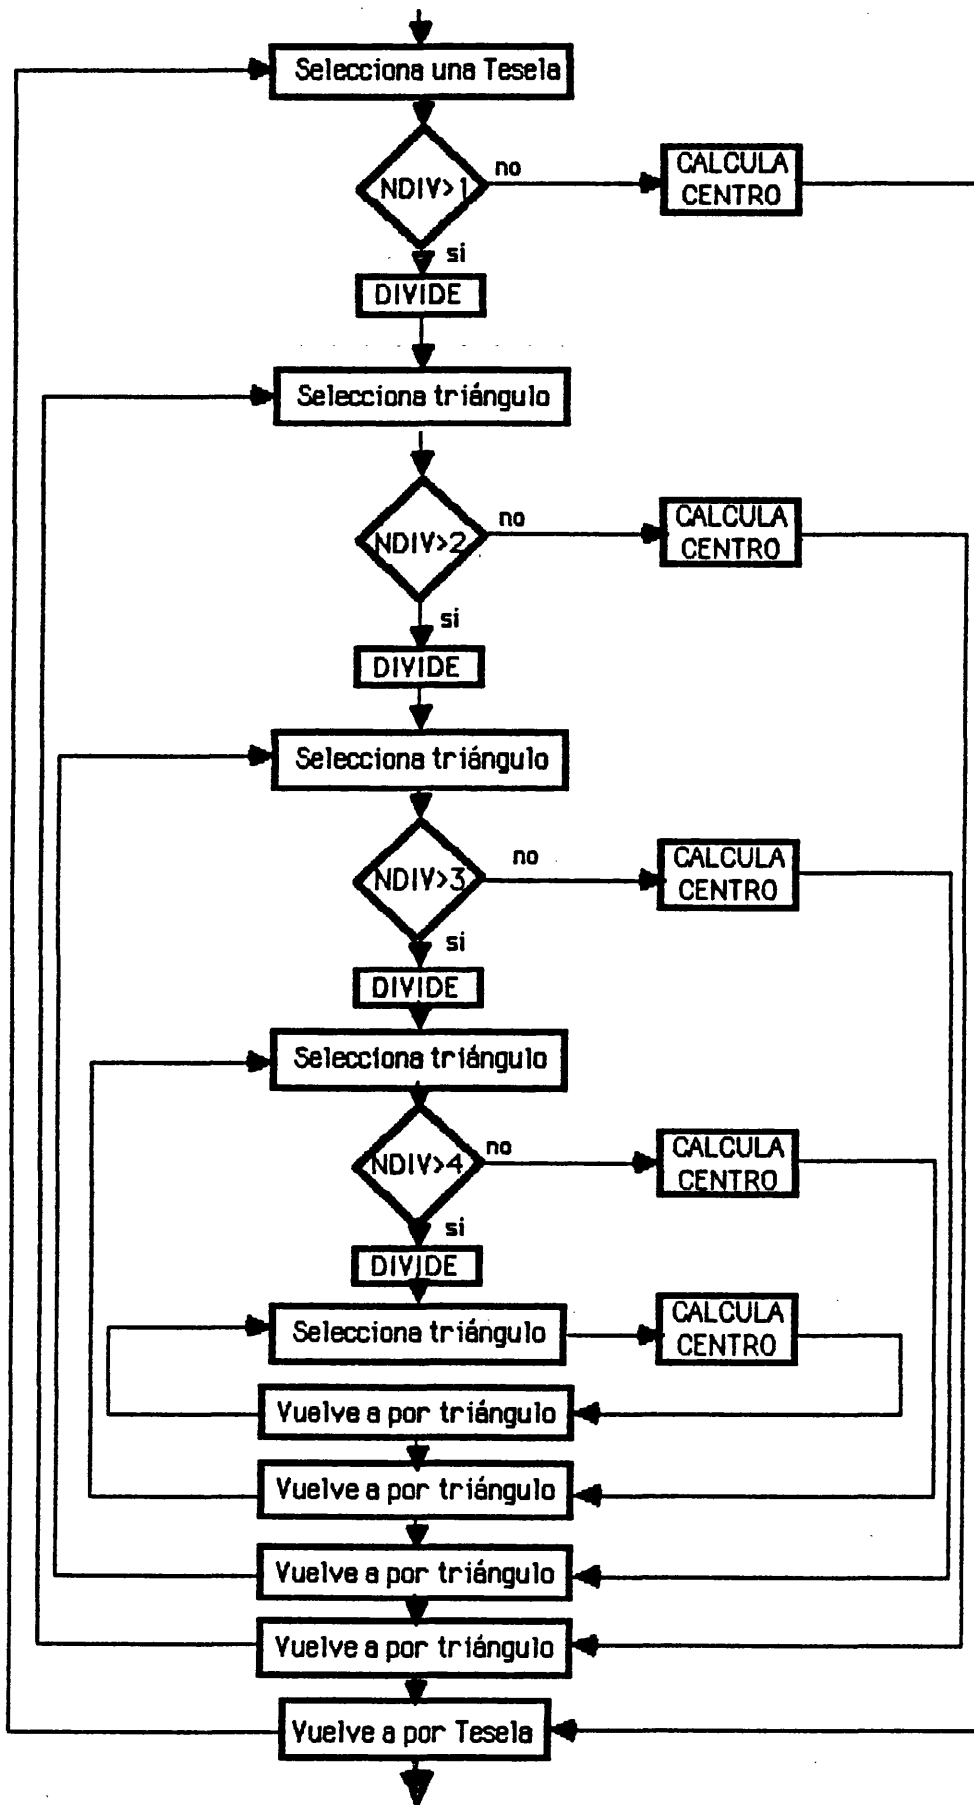 Selecciona una Tesela
NDIV>1
no
CALCULA
CENTRO
si
DIVIDE
Selecciona triángulo
NDIV>2
no
CALCULA
CENTRO
si
DIVIDE
Selecciona triángulo
NDIV>3
no
CALCULA
CENTRO
si
DIVIDE
Selecciona triángulo
NDIV>4
no
CALCULA
CENTRO
si
DIVIDE
Selecciona triángulo
CALCULA
CENTRO
Vuelve a por triángulo
Vuelve a por triángulo
Vuelve a por triángulo
Vuelve a por triángulo
Vuelve a por Tesela